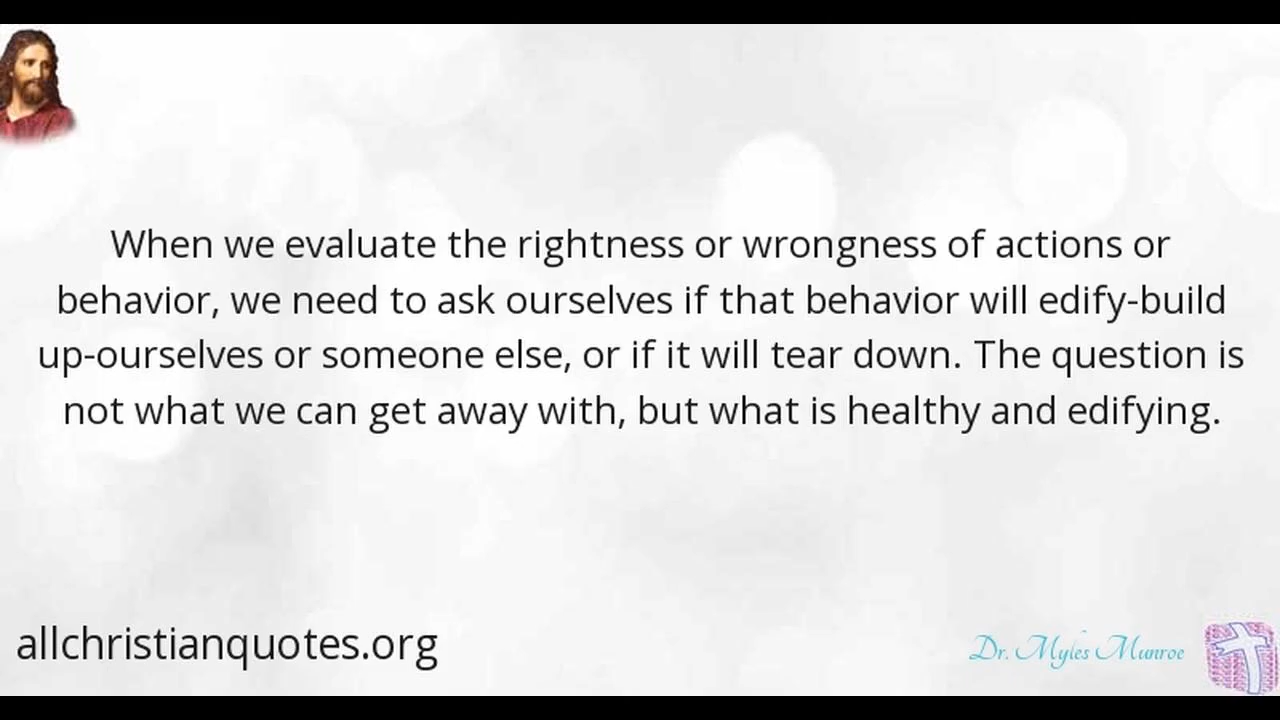 When we evaluate the rightness or wrongness of actions or
behavior, we need to ask ourselves if that behavior will edify-build
up-ourselves or someone else, or if it will tear down. The question is
not what we can get away with, but what is healthy and edifying.
allchristianquotes.org
Dr. Myles Munroe